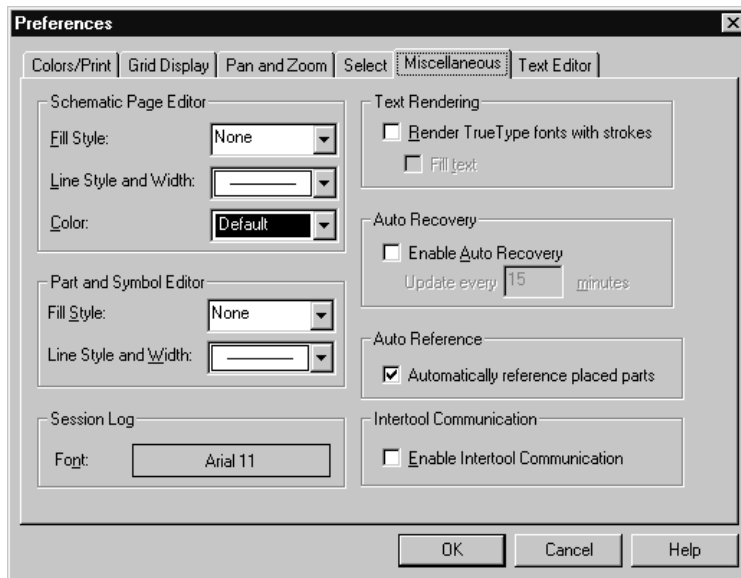 Preferences
Colors/Print Grid Display Pan and Zoom Select Miscellaneous Text Editor
Schematic Page Editor
Fill Style: None
Line Style and Width:
Color: Default
Part and Symbol Editor
Fill Style: None
Line Style and Width:
Session Log
Font: Arial 11
Text Rendering
Render TrueType fonts with strokes
Fill text
Auto Recovery
Enable Auto Recovery
Update every 15 minutes
Auto Reference
Automatically reference placed parts
Intertool Communication
Enable Intertool Communication
OK Cancel Help